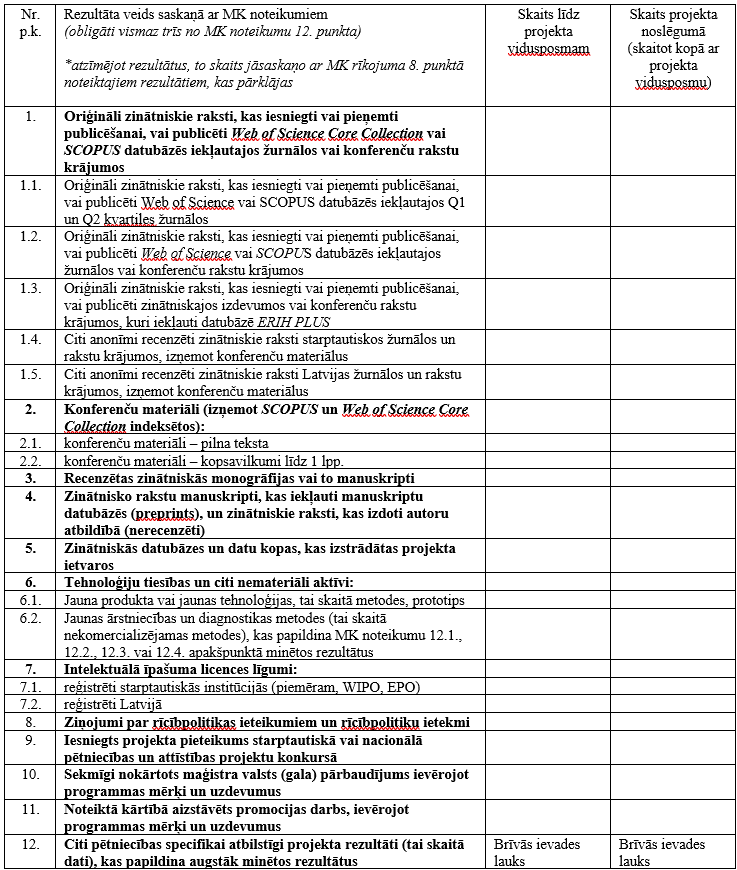 Nr. p.k.
Rezultāta veids saskaņā ar MK noteikumiem
(obligāti vismaz trīs no MK noteikumu 12. punkta)
*atzīmējot rezultātus, to skaits jāsaskaņo ar MK rīkojuma 8. punktā
noteiktajiem rezultātiem, kas pārklājas
Skaits līdz
projekta
vidusposmam
Skaits projekta
noslēgumā
(skaitot kopā ar
projekta
vidusposmu)
1.
Oriģināli zinātniskie raksti, kas iesniegti vai pieņemti
publicēšanai, vai publicēti Web of Science Core Collection vai
SCOPUS datubāzēs iekļautajos žurnālos vai konferenču rakstu
krājumos
1.1.
Oriģināli zinātniskie raksti, kas iesniegti vai pieņemti publicēšanai,
vai publicēti Web of Science vai SCOPUS datubāzēs iekļautajos Q1
un Q2 kvartiles žurnālos
1.2.
Oriģināli zinātniskie raksti, kas iesniegti vai pieņemti publicēšanai,
vai publicēti Web of Science vai SCOPUS datubāzēs iekļautajos
žurnālos vai konferenču rakstu krājumos
1.3.
Oriģināli zinātniskie raksti, kas iesniegti vai pieņemti publicēšanai,
vai publicēti zinātniskajos izdevumos vai konferenču rakstu
krājumos, kuri iekļauti datubāzē ERIH PLUS
1.4.
Citi anonīmi recenzēti zinātniskie raksti starptautiskos žurnālos un
rakstu krājumos, izņemot konferenču materiālus
1.5.
Citi anonīmi recenzēti zinātniskie raksti Latvijas žurnālos un rakstu
krājumos, izņemot konferenču materiālus
2.
Konferenču materiāli (izņemot SCOPUS un Web of Science Core
Collection indeksētos):
2.1.
konferenču materiāli – pilna teksta
2.2.
konferenču materiāli – kopsavilkumi līdz 1 lpp.
3.
Recenzētas zinātniskās monogrāfijas vai to manuskripti
4.
Zinātnisko rakstu manuskripti, kas iekļauti manuskriptu
datubāzēs (preprints), un zinātniskie raksti, kas izdoti autoru
atbildībā (nerecenzēti)
5.
Zinātniskās datubāzes un datu kopas, kas izstrādātas projekta
ietvaros
6.
Tehnoloģiju tiesības un citi nemateriāli aktīvi:
6.1.
Jauna produkta vai jaunas tehnoloģijas, tai skaitā metodes, prototips
6.2.
Jaunas ārstniecības un diagnostikas metodes (tai skaitā
nekomercializējamas metodes), kas papildina MK noteikumu 12.1.,
12.2., 12.3. vai 12.4. apakšpunktā minētos rezultātus
7.
Intelektuālā īpašuma licences līgumi:
7.1.
reģistrēti starptautiskās institūcijās (piemēram, WIPO, EPO)
7.2.
reģistrēti Latvijā
8.
Ziņojumi par rīcībpolitikas ieteikumiem un rīcībpolitiku ietekmi
9.
Iesniegts projekta pieteikums starptautiskā vai nacionālā
pētniecības un attīstības projektu konkursā
10.
Sekmīgi nokārtots maģistra valsts (gala) pārbaudījums ievērojot
programmas mērķi un uzdevumus
11.
Noteiktā kārtībā aizstāvēts promocijas darbs, ievērojot
programmas mērķi un uzdevumus
12.
Citi pētniecības specifikai atbilstīgi projekta rezultāti (tai skaitā
dati), kas papildina augstāk minētos rezultātus
Brīvās ievades
lauks
Brīvās ievades
lauks